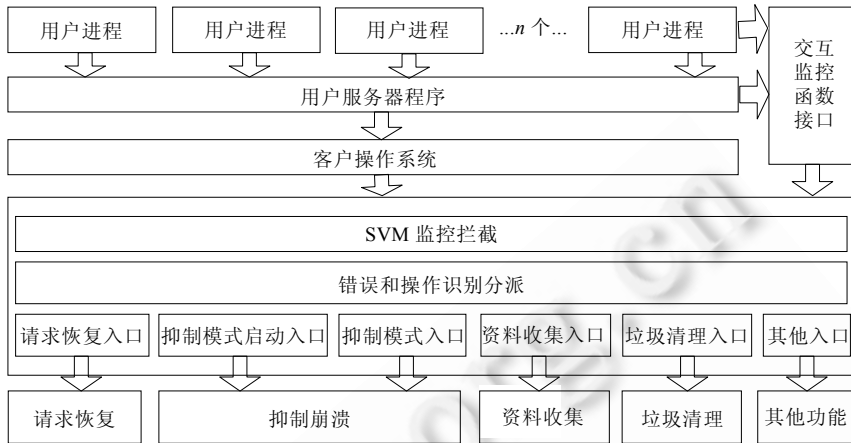 用户进程 用户进程 用户进程 ...n 个... 用户进程
交互
监控
函数
接口
用户服务器程序
客户操作系统
SVM 监控拦截
错误和操作识别分派
请求恢复入口 抑制模式启动入口 抑制模式入口 资料收集入口 垃圾清理入口 其他入口
请求恢复 抑制崩溃 资料收集 垃圾清理 其他功能
org.cn